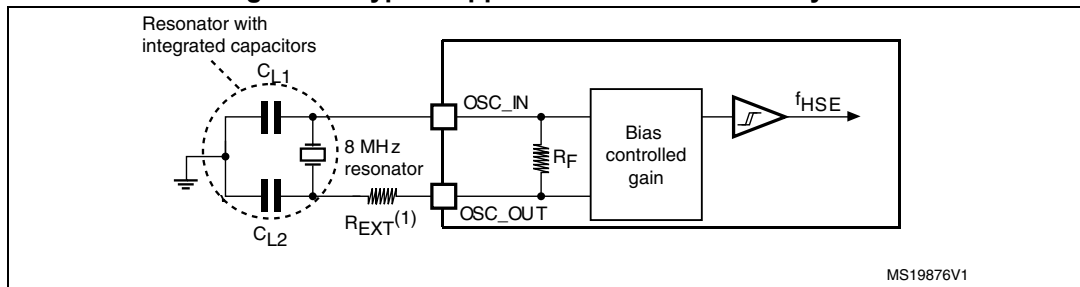 Resonator with
integrated capacitors
CL1
OSC_IN
fHSE
Bias
controlled
gain
RF
8 MHz
resonator
OSC_OUT
REXT(1)
CL2
MS19876V1